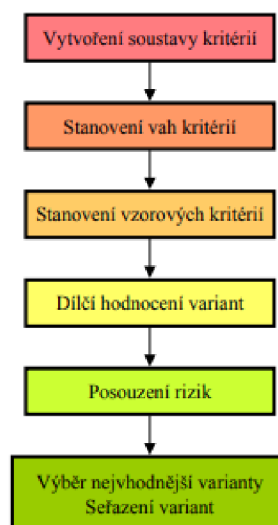 Vytvoření soustavy kritérií
Stanovení vah kritérií
Stanovení vzorových kritérií
Dílčí hodnocení variant
Posouzení rizik
Výběr nejvhodnější varianty
Seřazení variant